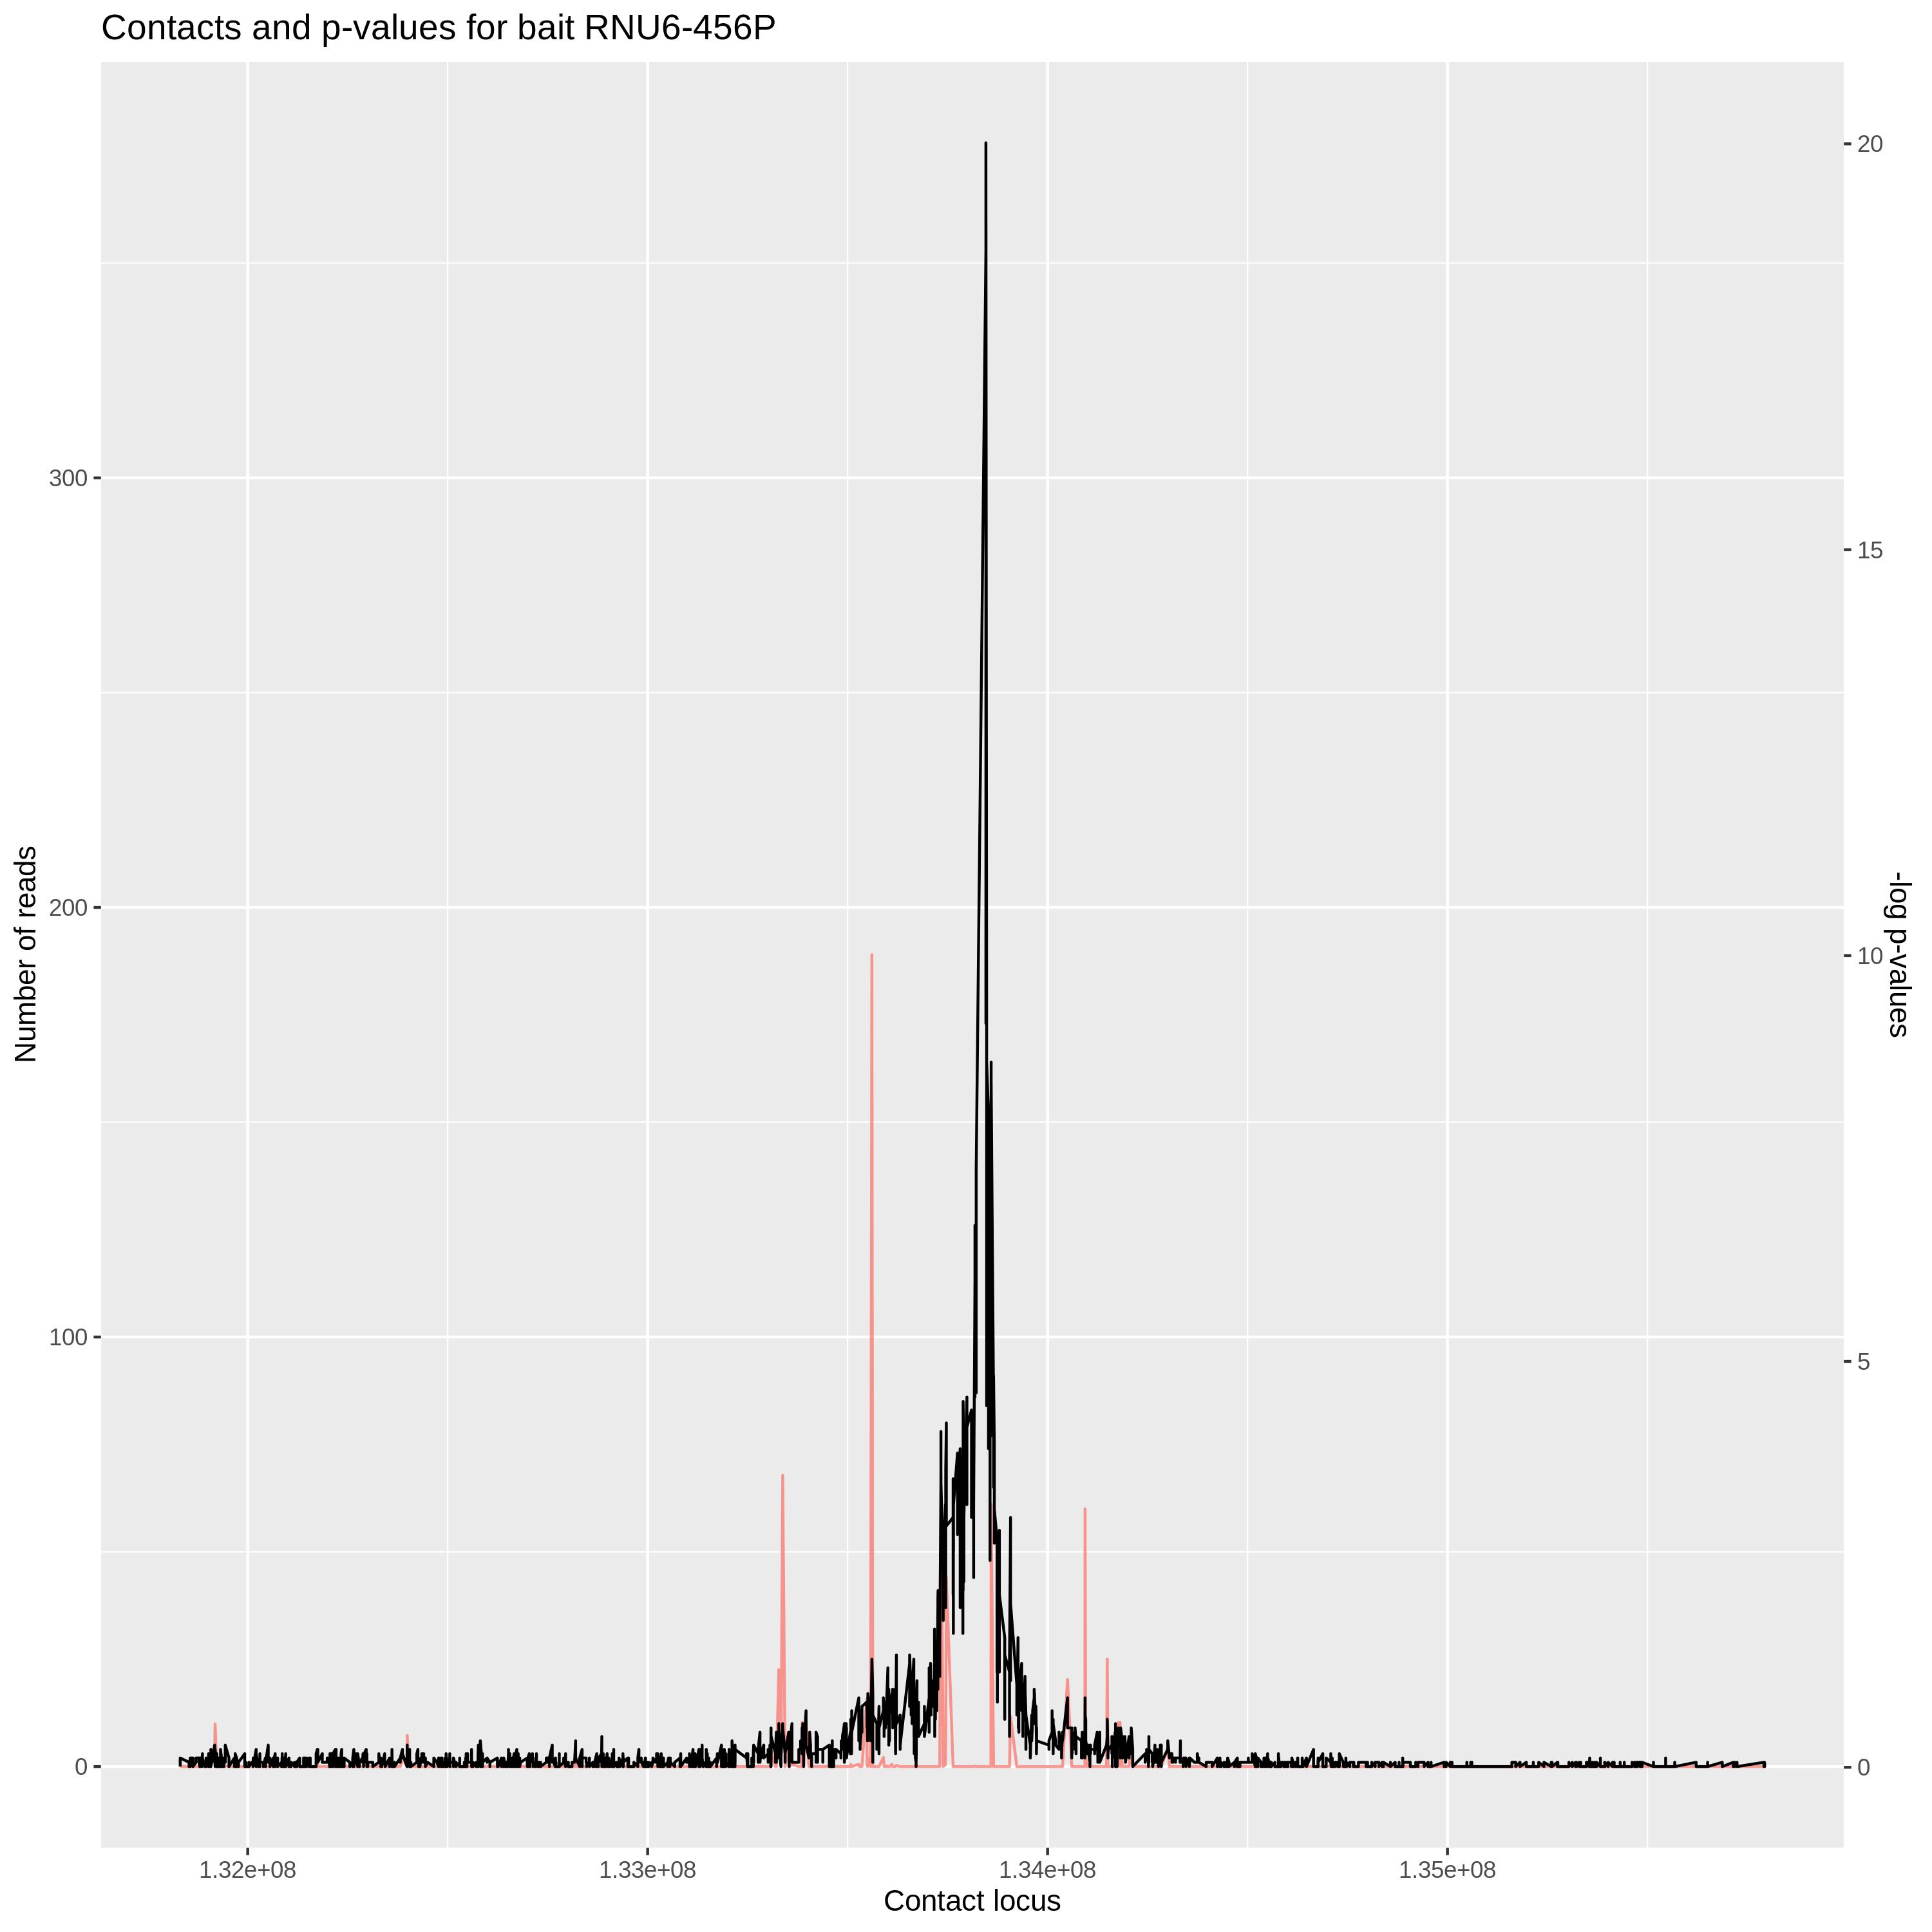 Contacts and p-values for bait RNU6-456P
20
300
15
200
10
100
5
0
0
Number of reads
-log p-values
1.32e+08
1.33e+08
1.34e+08
1.35e+08
Contact locus